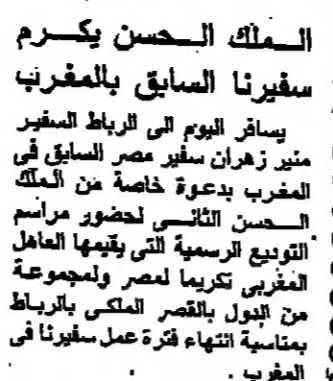 الملك الحسن يكرم
سفيرنا السابق بالمغرب
يسافر اليوم الى الرباط السفير
منير زهران سفير مصر السابق فى
المغرب بدعوة خاصة من الملك
الحسن الثانى لحضور مراسم
التوديع الرسمية التى يقيمها العاهل
المغربى تكريما لمصر ولمجموعة
من الدول بالقصر الملكى بالرباط
بمناسبة انتهاء فترة عمل سفيرنا فى
المغرب .